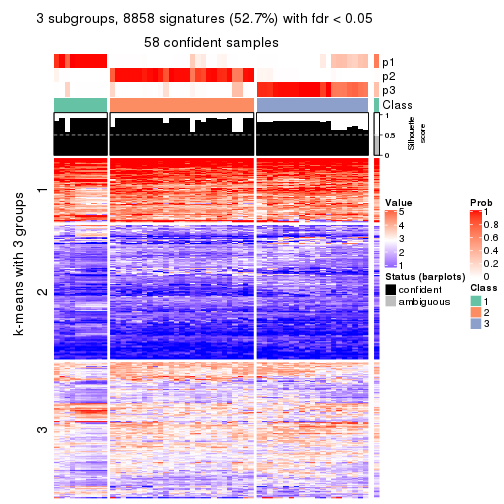 3 subgroups, 8858 signatures (52.7%) with fdr < 0.05
58 confident samples
p1
p2
p3
Class
1
0.5
0
Silhouette
score
k-means with 3 groups
1
2
3
Value
5
4
3
2
1
Status (barplots)
confident
ambiguous
Prob
1
0.8
0.6
0.4
0.2
0
Class
1
2
3